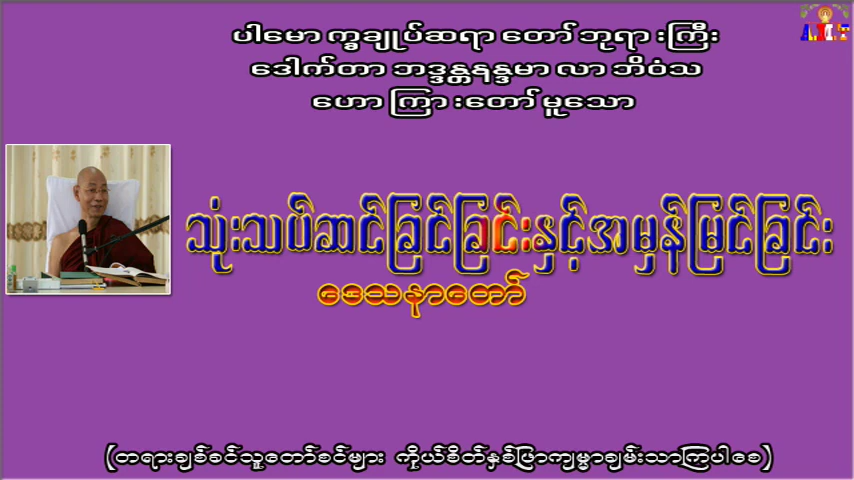 ပါမောက္ခချုပ်ဆရာတော်ဘုရားကြီး
ဒေါက်တာ ဘဒ္ဒန္တနန္ဒမာလာဘိဝံသ
ဟောကြားတော်မူသော
သုံးသပ်ဆင်ခြင်ခြင်းနှင့်အမှန်မြင်ခြင်း
ဒေသနာတော်
(တရားချစ်ခင်သူတော်စင်များ ကိုယ်စိတ်နှစ်ဖြာကျမ္မာချမ်းသာကြပါစေ)